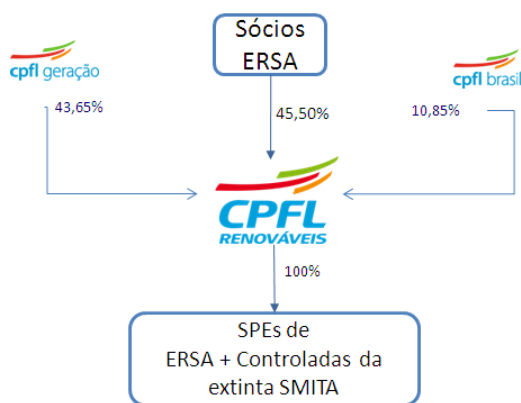 Sócios
ERSA
cpfl geração
cpfl brasil
43,65%
45,50%
10,85%
CPFL
RENOVÁVEIS
100%
SPEs de
ERSA + Controladas da
extinta SMITA